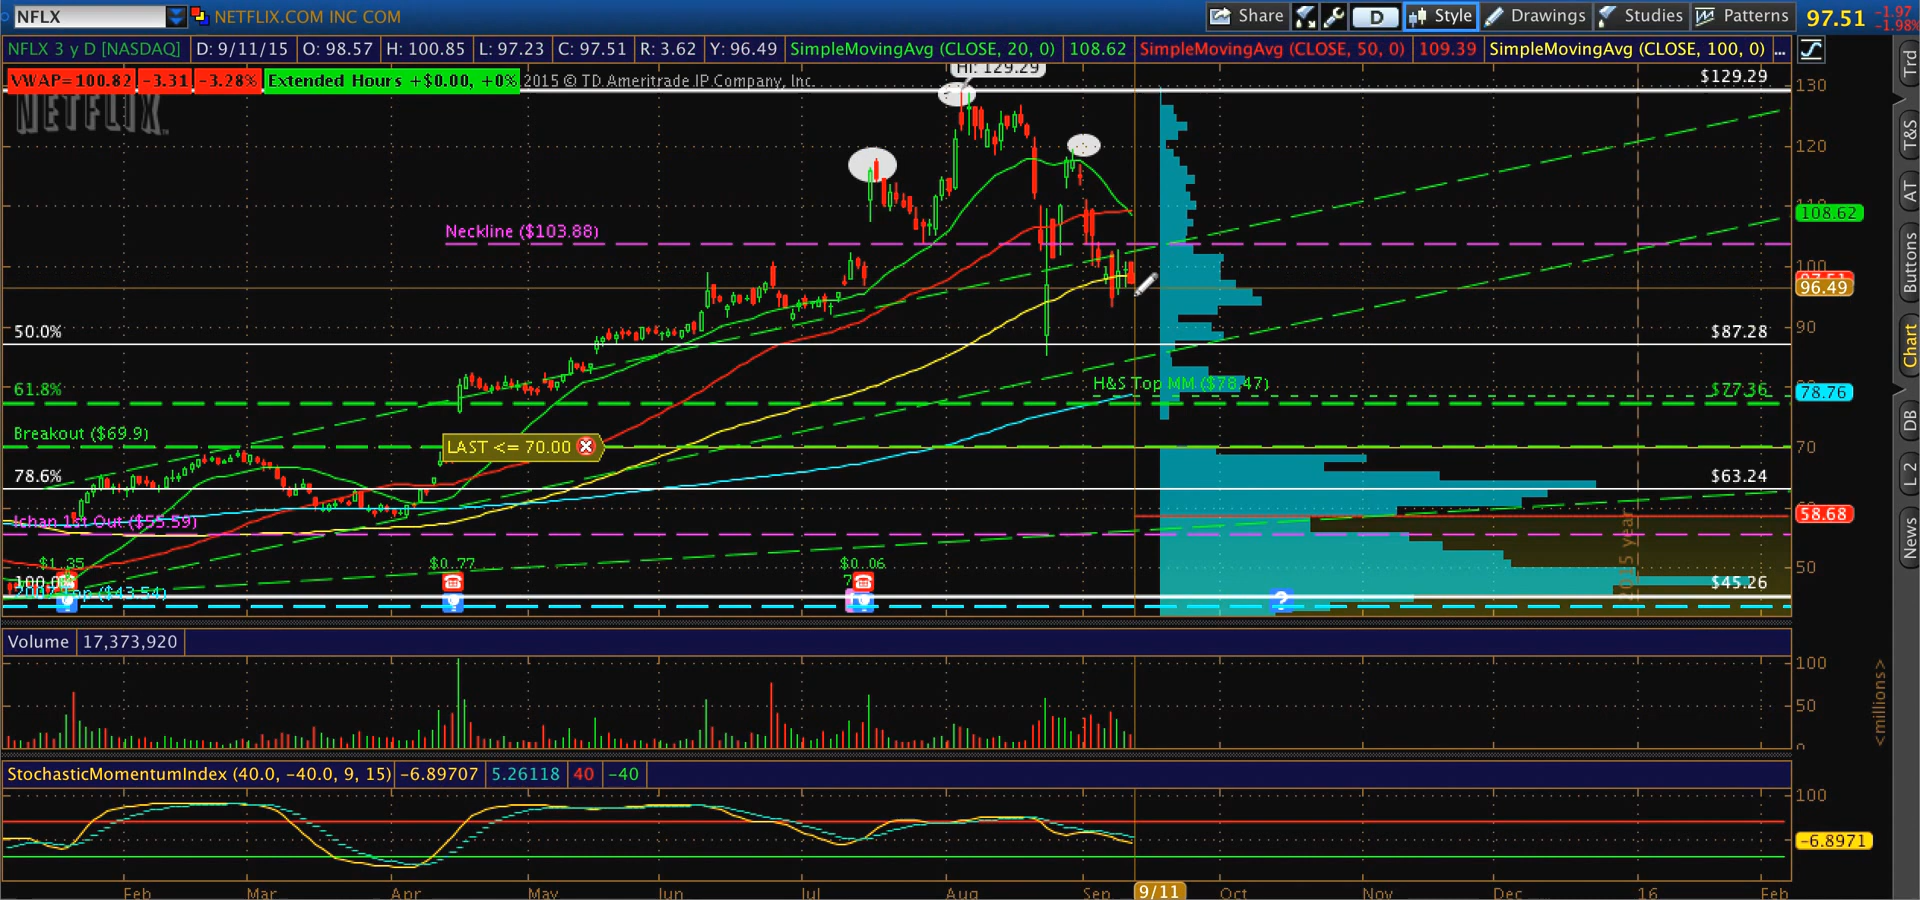 NFLX NETFLIX.COM INC COM Share D Style Drawings Studies Patterns 97.51 -1.97 -1.98%
NFLX 3 y D [NASDAQ] D: 9/11/15 O: 98.57 H: 100.85 L: 97.23 C: 97.51 R: 3.62 Y: 96.49 SimpleMovingAvg (CLOSE, 20, 0) 108.62 SimpleMovingAvg (CLOSE, 50, 0) 109.39 SimpleMovingAvg (CLOSE, 100, 0) ...
VWAP=100.82 -3.31 -3.28% Extended Hours +$0.00, +0% 2015 © TD Ameritrade IP Company, Inc.
Hi: 129.29
$129.29
130
NETFLIX
120
Neckline ($103.88)
108.62
100
96.49
50.0%
$87.28
90
61.8%
H&S Top MM ($78.47)
$77.36
78.76
Breakout ($69.9)
LAST <= 70.00
70
78.6%
$63.24
58.68
Ishan 1st Out ($55.59)
$0.77
$0.06
50
100.0%
$45.26
2015 year
Trd
T&S
AT
Buttons
Chart
DB
L 2
News
Volume 17,373,920
100
50
<millions>
StochasticMomentumIndex (40.0, -40.0, 9, 15) -6.89707 5.26118 40 -40
100
-6.8971
Feb Mar Apr May Jun Jul Aug Sep 9/11 Oct Nov Dec 16 Feb